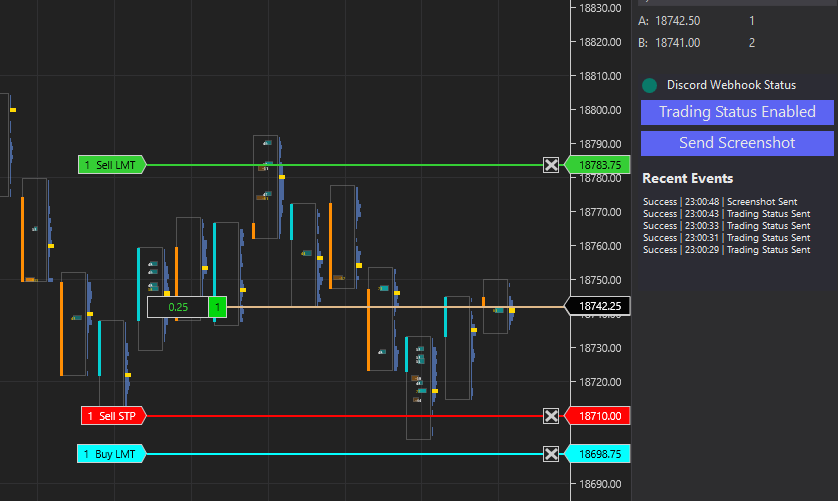 18830.00
18820.00
18810.00
18800.00
18790.00
1 Sell LMT
18783.75
18780.00
18770.00
18760.00
18750.00
0.25 1
18742.25
18730.00
18720.00
1 Sell STP
18710.00
1 Buy LMT
18698.75
18690.00
A: 18742.50 1
B: 18741.00 2
Discord Webhook Status
Trading Status Enabled
Send Screenshot
Recent Events
Success | 23:00:48 | Screenshot Sent
Success | 23:00:43 | Trading Status Sent
Success | 23:00:33 | Trading Status Sent
Success | 23:00:31 | Trading Status Sent
Success | 23:00:29 | Trading Status Sent